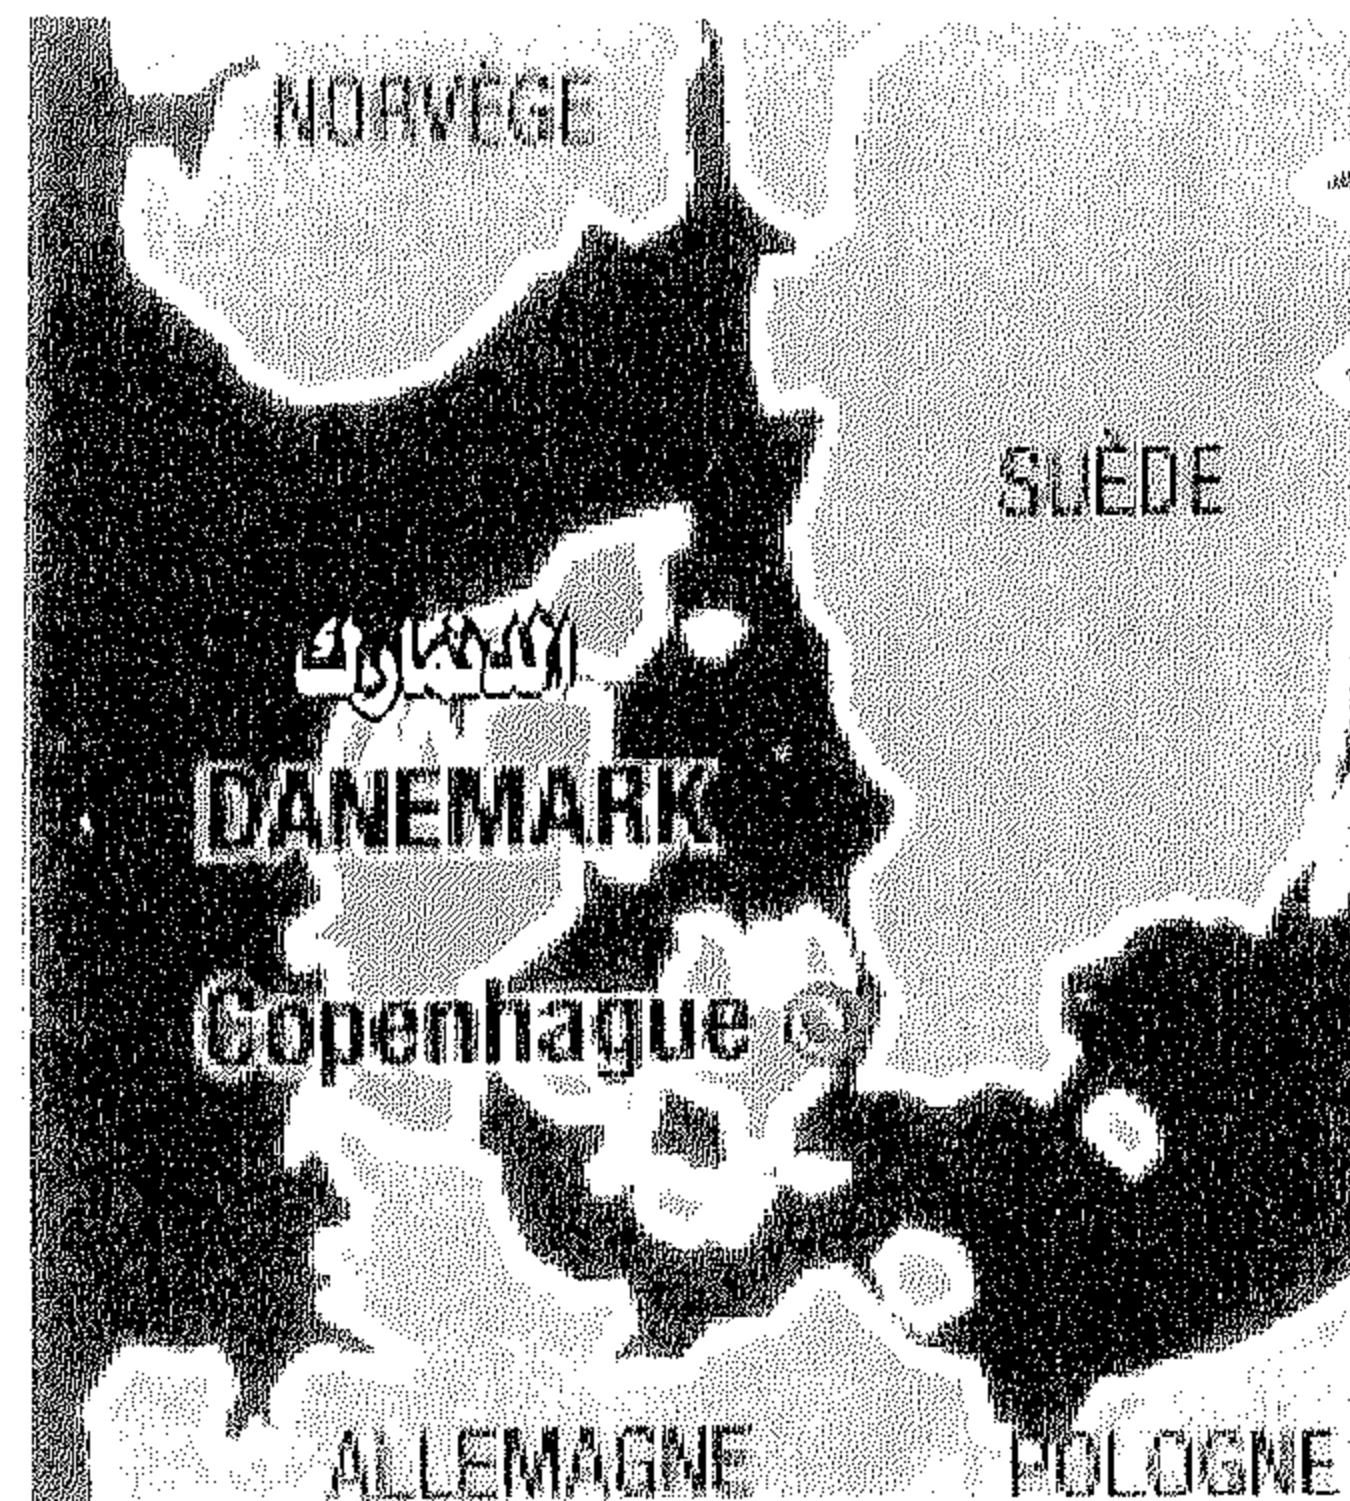 NORVÈGE
SUÈDE
الدنمارك
DANEMARK
Copenhague
ALLEMAGNE
POLOGNE